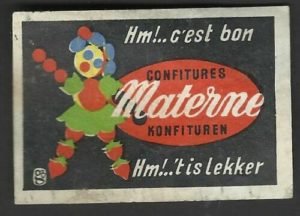 Hm!..c'est bon
CONFITURES
Materne
KONFITUREN
Hm!..'t is lekker